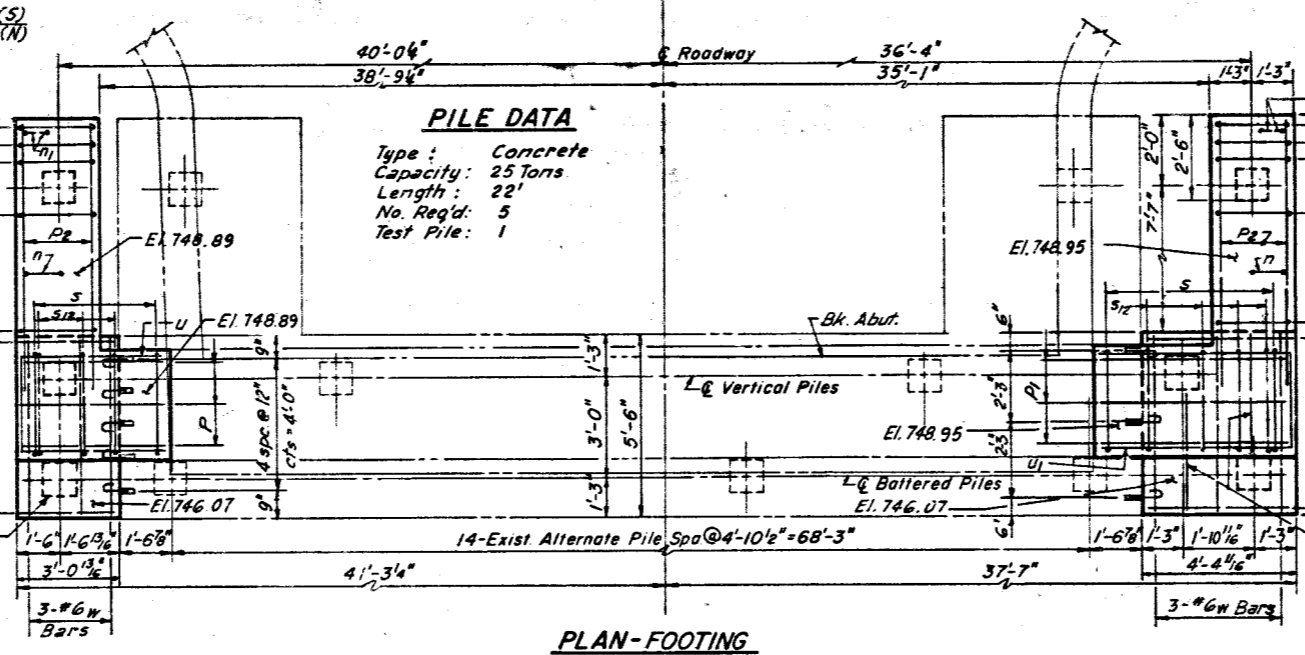 (S)
(N)
40'-0¼"
℄ Roadway
36'-4"
38'-9¼"
35'-1"
1'-3"
1'-3"
PILE DATA
Type : Concrete
Capacity: 25 Tons
Length : 22'
No. Req'd: 5
Test Pile: 1
n1
2'-0"
2'-6"
7'-7"
P2
El. 748.89
n
El. 748.95
P2
n
s
s
s12
s12
u
El. 748.89
Bk. Abut.
6"
9"
1'-3"
℄ Vertical Piles
P
4 spc. @ 12"
cts = 4'-0"
3'-0"
5'-6"
2'-3"
P1
El. 748.95
2'-3"
u1
1'-3"
℄ Battered Piles
El. 746.07
9"
El. 746.07
6"
1'-6"
1'-6 13/16"
1'-6⅞"
14-Exist. Alternate Pile Spa @ 4'-10½" = 68'-3"
1'-6⅞"
1'-3"
1'-10 11/16"
1'-3"
3'-0 13/16"
41'-3¼"
37'-7"
4'-4 11/16"
3-#6 w
Bars
3-#6 w Bars
PLAN-FOOTING